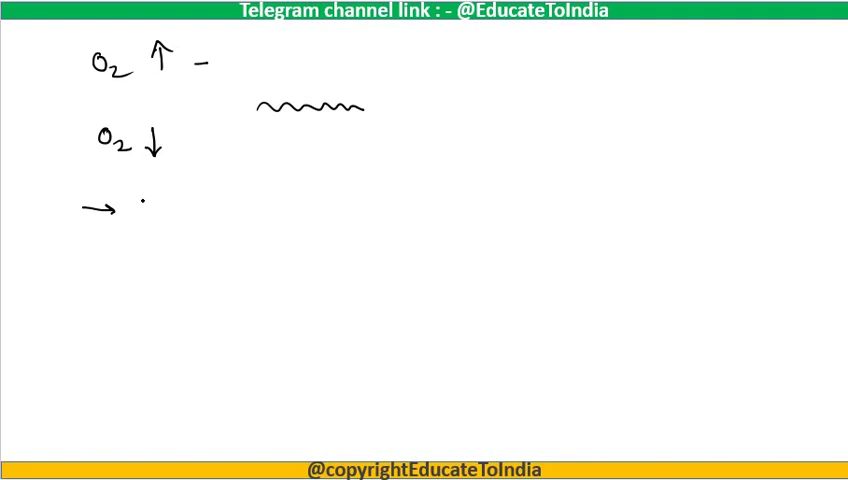 Telegram channel link : - @EducateToIndia
O₂ ↑ -
O₂ ↓
→
@copyrightEducateToIndia